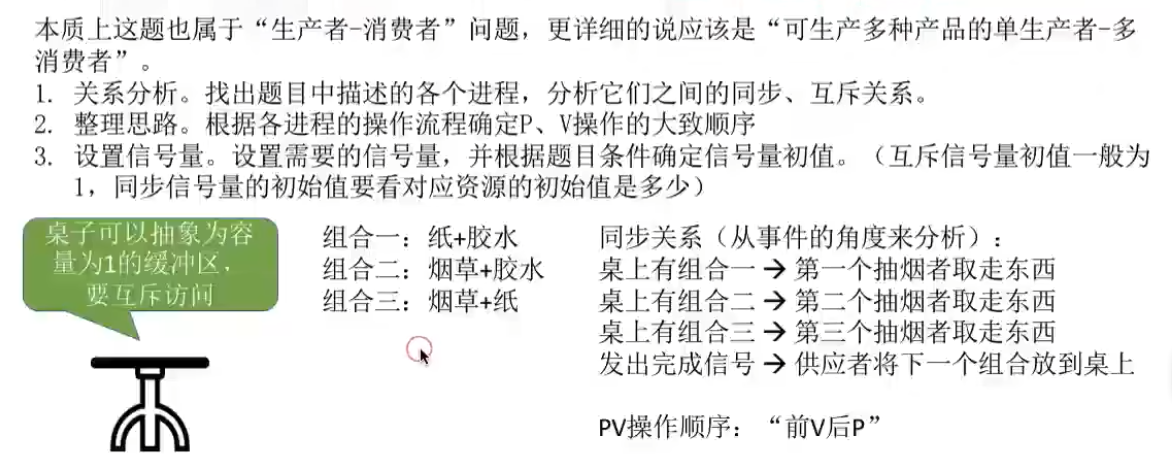 本质上这题也属于“生产者-消费者”问题，更详细的说应该是“可生产多种产品的单生产者-多
消费者”。
1. 关系分析。找出题目中描述的各个进程，分析它们之间的同步、互斥关系。
2. 整理思路。根据各进程的操作流程确定P、V操作的大致顺序
3. 设置信号量。设置需要的信号量，并根据题目条件确定信号量初值。（互斥信号量初值一般为
1，同步信号量的初始值要看对应资源的初始值是多少）
桌子可以抽象为容
量为1的缓冲区，
要互斥访问
组合一：纸+胶水
组合二：烟草+胶水
组合三：烟草+纸
同步关系（从事件的角度来分析）：
桌上有组合一→第一个抽烟者取走东西
桌上有组合二→第二个抽烟者取走东西
桌上有组合三→第三个抽烟者取走东西
发出完成信号→供应者将下一个组合放到桌上
PV操作顺序：“前V后P”